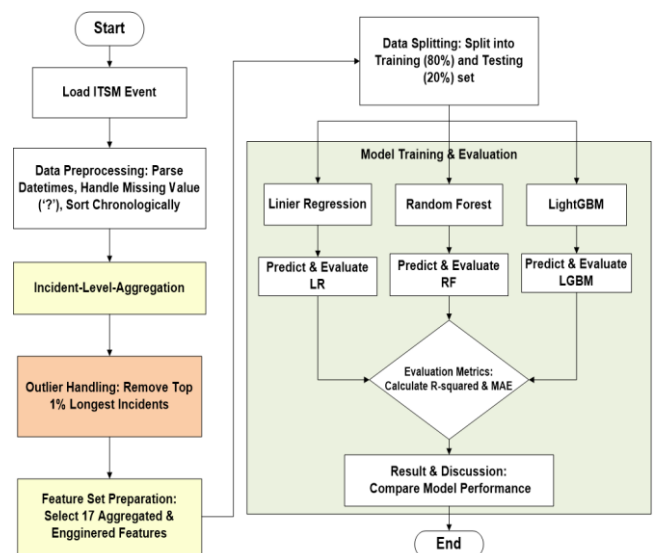 Start
Load ITSM Event
Data Preprocessing: Parse
Datetimes, Handle Missing Value
('?'), Sort Chronologically
Incident-Level-Aggregation
Outlier Handling: Remove Top
1% Longest Incidents
Feature Set Preparation:
Select 17 Aggregated &
Engginered Features
Data Splitting: Split into
Training (80%) and Testing
(20%) set
Model Training & Evaluation
Linier Regression
Random Forest
LightGBM
Predict & Evaluate
LR
Predict & Evaluate
RF
Predict & Evaluate
LGBM
Evaluation Metrics:
Calculate R-squared & MAE
Result & Discussion:
Compare Model Performance
End